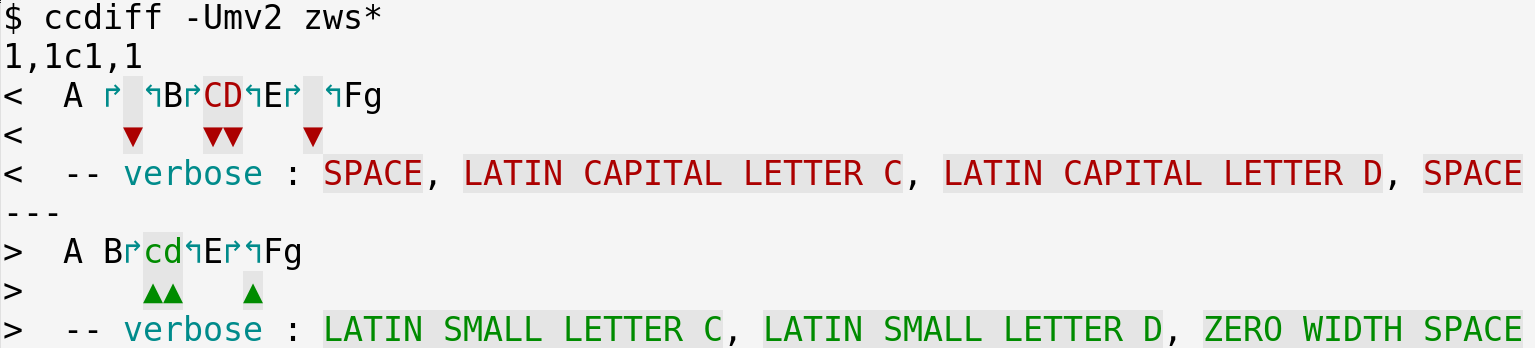 $ ccdiff -Umv2 zws*
1,1c1,1
<  A ↱ ↰B↱CD↰E↱ ↰Fg
<     ▼   ▼▼   ▼
<  -- verbose : SPACE, LATIN CAPITAL LETTER C, LATIN CAPITAL LETTER D, SPACE
---
>  A B↱cd↰E↱↰Fg
>      ▲▲   ▲
>  -- verbose : LATIN SMALL LETTER C, LATIN SMALL LETTER D, ZERO WIDTH SPACE